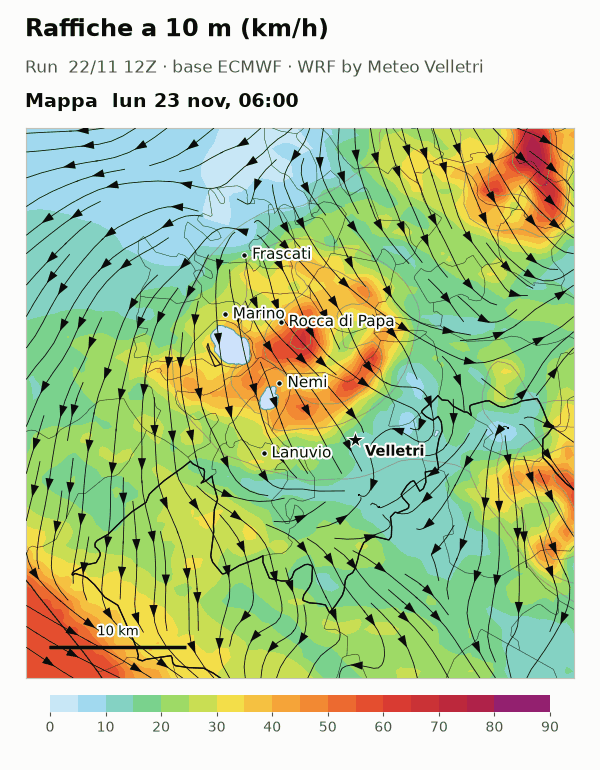 Raffiche a 10 m (km/h)
Run  22/11 12Z · base ECMWF · WRF by Meteo Velletri
Mappa  lun 23 nov, 06:00
Frascati
Marino
Rocca di Papa
Nemi
Velletri
Lanuvio
10 km
0 10 20 30 40 50 60 70 80 90